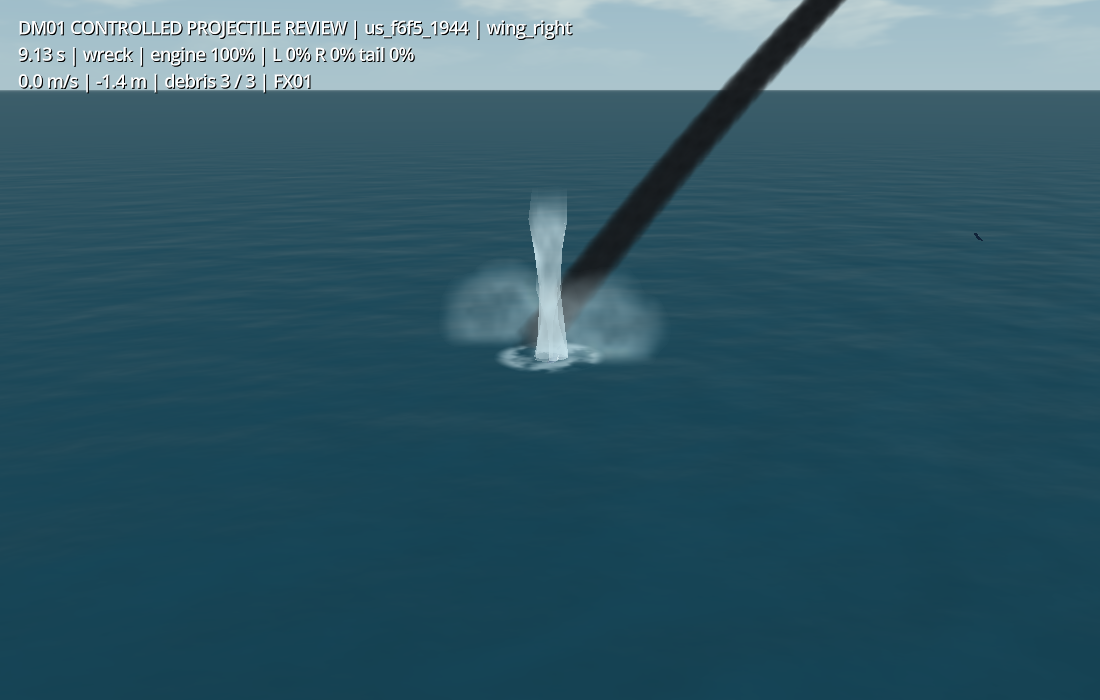 DM01 CONTROLLED PROJECTILE REVIEW | us_f6f5_1944 | wing_right
9.13 s | wreck | engine 100% | L 0% R 0% tail 0%
0.0 m/s | -1.4 m | debris 3 / 3 | FX01